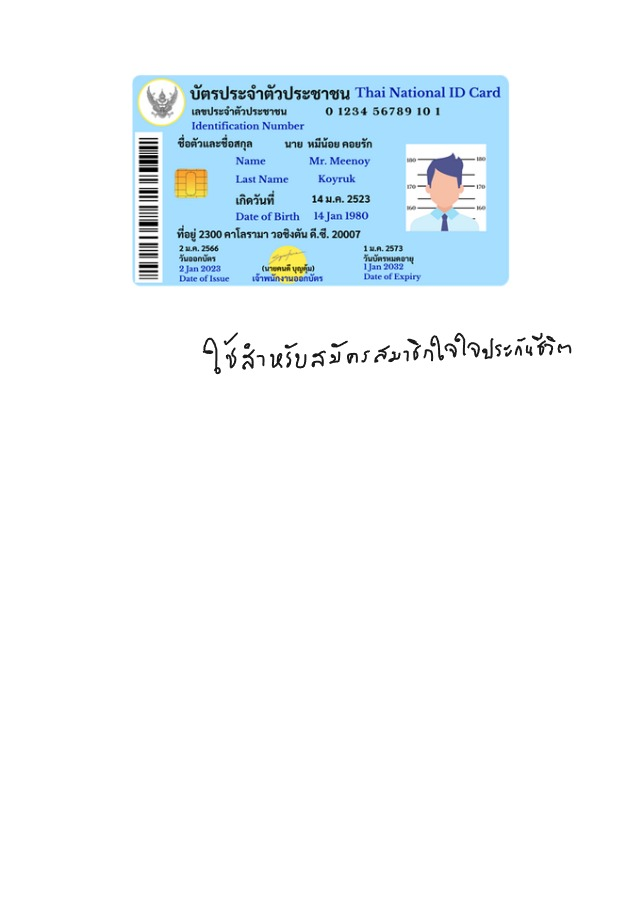 บัตรประจำตัวประชาชน Thai National ID Card
เลขประจำตัวประชาชน 0 1234 56789 10 1
Identification Number
ชื่อตัวและชื่อสกุล นาย หมีน้อย คอยรัก
Name Mr. Meenoy
Last Name Koyruk
เกิดวันที่ 14 ม.ค. 2523
Date of Birth 14 Jan 1980
ที่อยู่ 2300 คาโลรามา วอชิงตัน ดี.ซี. 20007
180 180
170 170
160 160
2 ม.ค. 2566 1 ม.ค. 2573
วันออกบัตร (นายคนดี บุญคุ้ม) วันบัตรหมดอายุ
2 Jan 2023 เจ้าพนักงานออกบัตร 1 Jan 2032
Date of Issue Date of Expiry
ใช้สำหรับสมัครสมาชิกใจใจประกันชีวิต